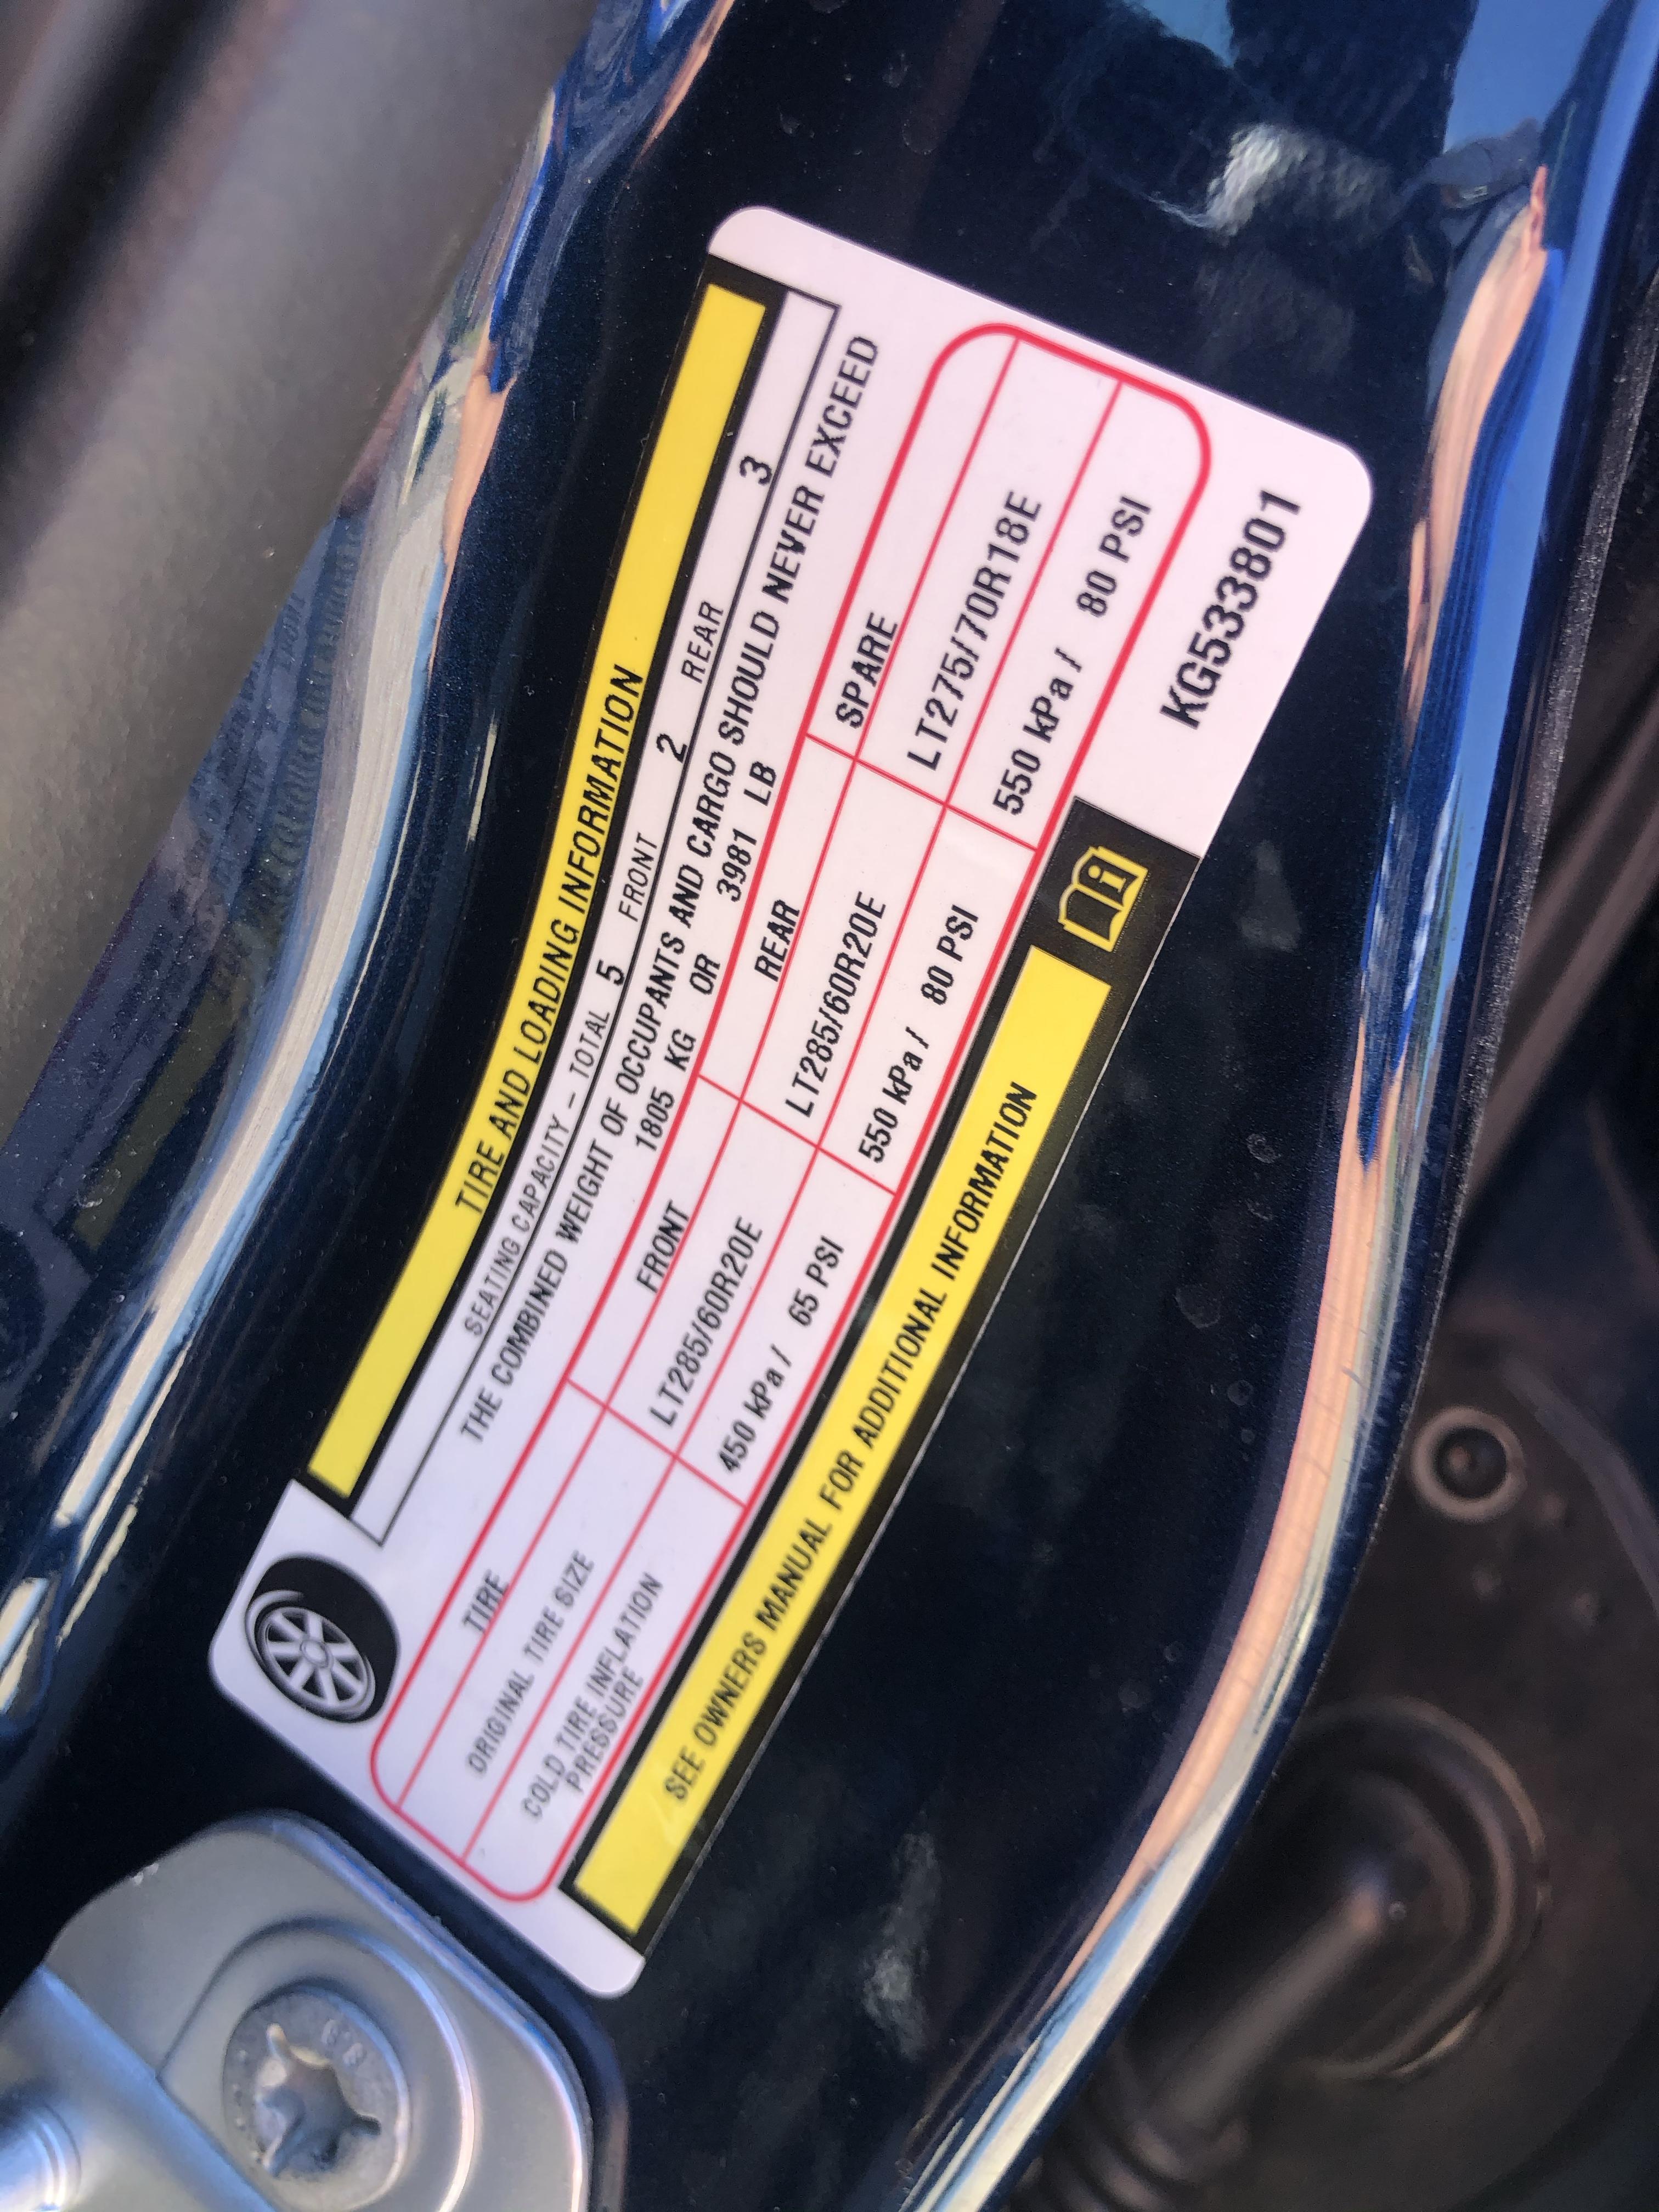 TIRE AND LOADING INFORMATION
SEATING CAPACITY - TOTAL 5 FRONT 2 REAR 3
THE COMBINED WEIGHT OF OCCUPANTS AND CARGO SHOULD NEVER EXCEED
1805 KG OR 3981 LB
TIRE FRONT REAR SPARE
ORIGINAL TIRE SIZE LT285/60R20E LT285/60R20E LT275/70R18E
COLD TIRE INFLATION PRESSURE 450 kPa / 65 PSI 550 kPa / 80 PSI 550 kPa / 80 PSI
SEE OWNERS MANUAL FOR ADDITIONAL INFORMATION
i
KG533801